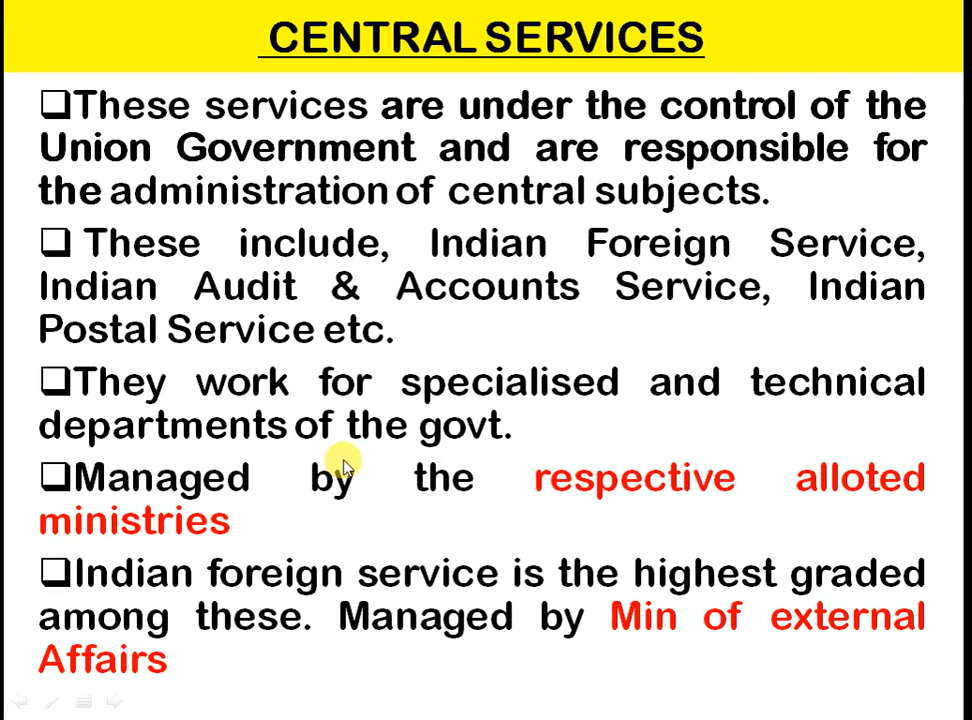 CENTRAL SERVICES
❑These services are under the control of the
Union Government and are responsible for
the administration of central subjects.
❑ These include, Indian Foreign Service,
Indian Audit & Accounts Service, Indian
Postal Service etc.
❑They work for specialised and technical
departments of the govt.
❑Managed by the respective alloted
ministries
❑Indian foreign service is the highest graded
among these. Managed by Min of external
Affairs